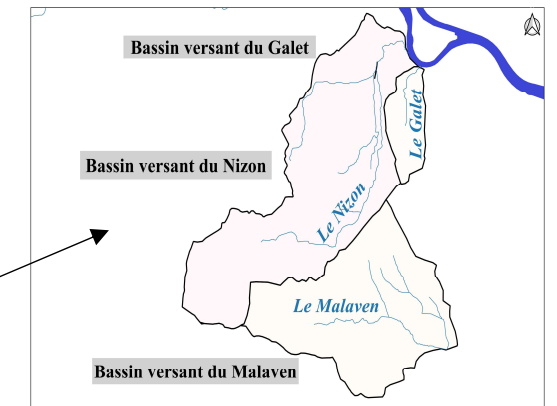 Bassin versant du Galet
Le Galet
Bassin versant du Nizon
Le Nizon
Le Malaven
Bassin versant du Malaven